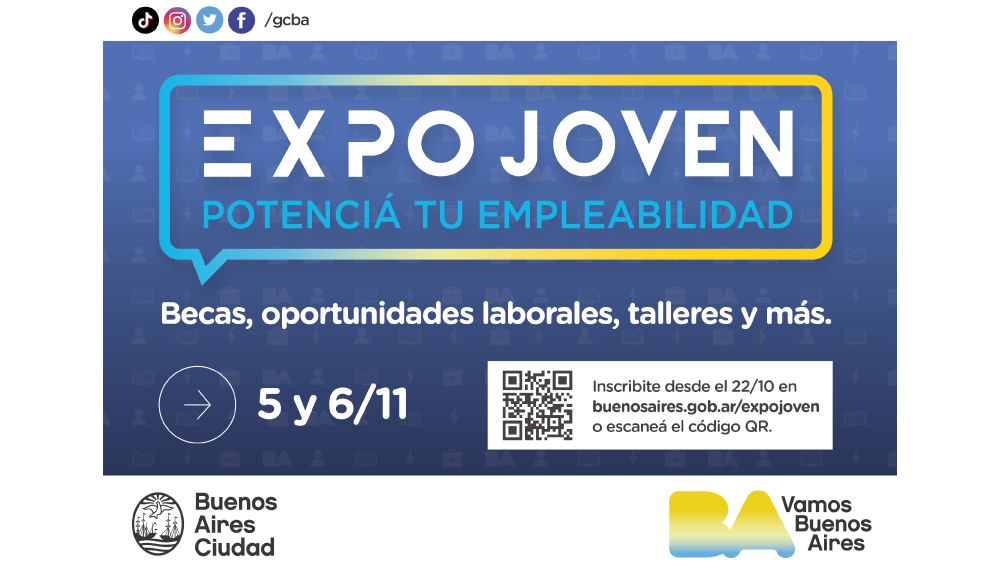 /gcba
EXPO JOVEN
POTENCIÁ TU EMPLEABILIDAD
Becas, oportunidades laborales, talleres y más.
5 y 6/11
Inscribite desde el 22/10 en
buenosaires.gob.ar/expojoven
o escaneá el código QR.
Buenos
Aires
Ciudad
BA
Vamos
Buenos
Aires